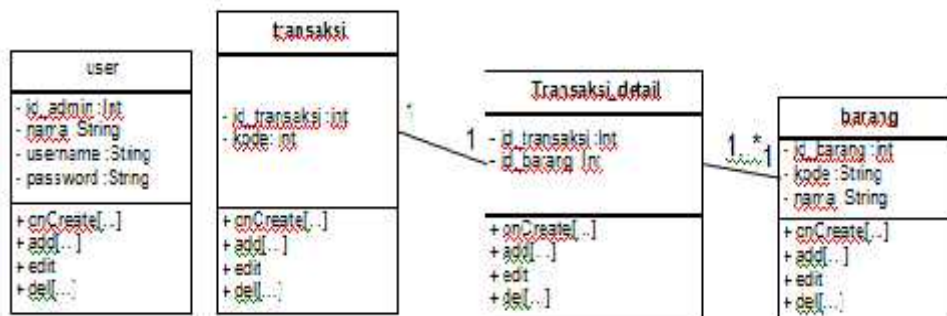 user
- id_admin :Int
- nama String
- username :String
- password :String
+ onCreate[...]
+ add[...]
+ edit
+ del[...]
transaksi
- id_transaksi :int
- kode: int
+ onCreate[...]
+ add[...]
+ edit
+ del[...]
1
Transaksi_detail
- id_transaksi :Int
- id_barang Int
+ onCreate[...]
+ add[...]
+ edit
+ del[...]
1..*
1
barang
- id_barang :int
- kode :String
- nama String
+ onCreate[...]
+ add[...]
+ edit
+ del[...]